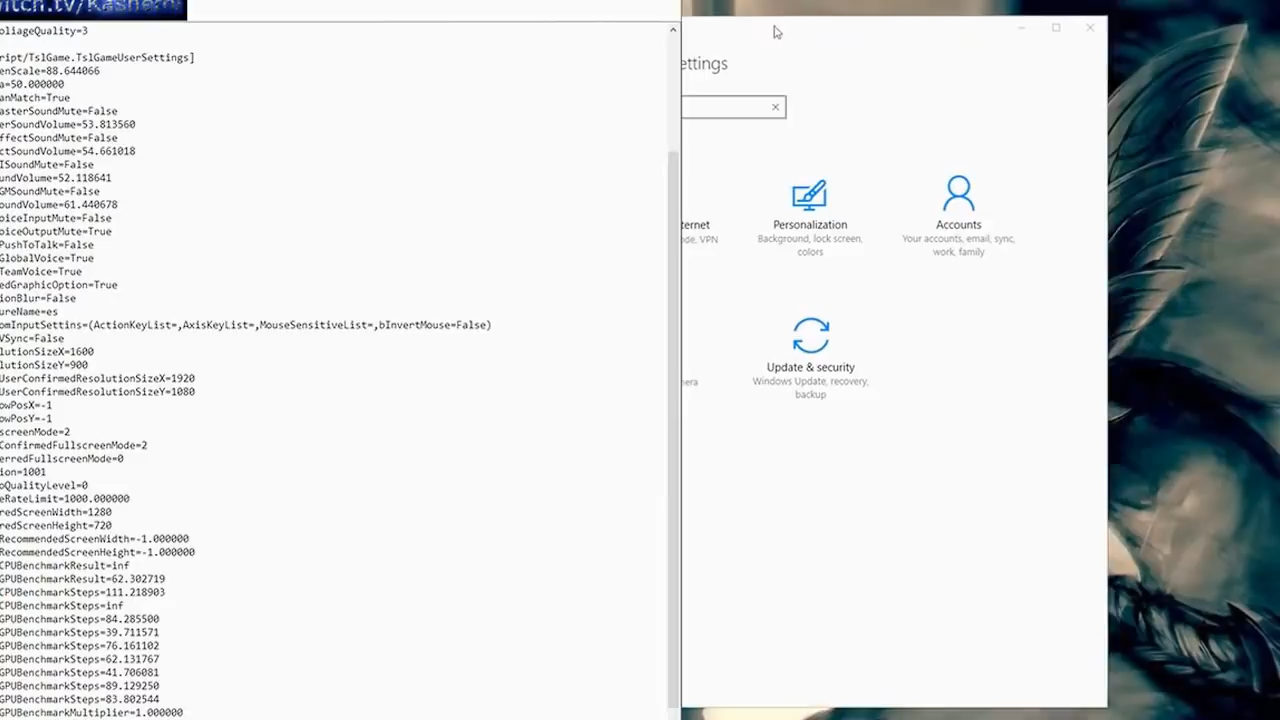 witch.tv/Kashern
oliageQuality=3
ript/TslGame.TslGameUserSettings]
enScale=88.644066
a=50.000000
anMatch=True
asterSoundMute=False
erSoundVolume=53.813560
ffectSoundMute=False
ctSoundVolume=54.661018
ISoundMute=False
undVolume=52.118641
GMSoundMute=False
oundVolume=61.440678
oiceInputMute=False
oiceOutputMute=True
PushToTalk=False
GlobalVoice=True
TeamVoice=True
edGraphicOption=True
ionBlur=False
ureName=es
omInputSettins=(ActionKeyList=,AxisKeyList=,MouseSensitiveList=,bInvertMouse=False)
VSync=False
lutionSizeX=1600
lutionSizeY=900
UserConfirmedResolutionSizeX=1920
UserConfirmedResolutionSizeY=1080
owPosX=-1
owPosY=-1
screenMode=2
ConfirmedFullscreenMode=2
erredFullscreenMode=0
ion=1001
oQualityLevel=0
eRateLimit=1000.000000
redScreenWidth=1280
redScreenHeight=720
RecommendedScreenWidth=-1.000000
RecommendedScreenHeight=-1.000000
CPUBenchmarkResult=inf
GPUBenchmarkResult=62.302719
CPUBenchmarkSteps=111.218903
CPUBenchmarkSteps=inf
GPUBenchmarkSteps=84.285500
GPUBenchmarkSteps=39.711571
GPUBenchmarkSteps=76.161102
GPUBenchmarkSteps=62.131767
GPUBenchmarkSteps=41.706081
GPUBenchmarkSteps=89.129250
GPUBenchmarkSteps=83.802544
GPUBenchmarkMultiplier=1.000000
ettings
ternet
ode, VPN
Personalization
Background, lock screen,
colors
Accounts
Your accounts, email, sync,
work, family
nera
Update & security
Windows Update, recovery,
backup